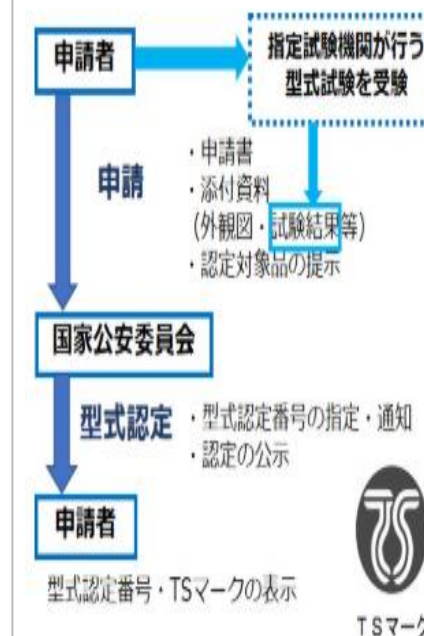 申請者
指定試験機関が行う
型式試験を受験
申請
・申請書
・添付資料
(外観図・試験結果等)
・認定対象品の提示
国家公安委員会
型式認定
・型式認定番号の指定・通知
・認定の公示
申請者
型式認定番号・TSマークの表示
TS
TSマーク